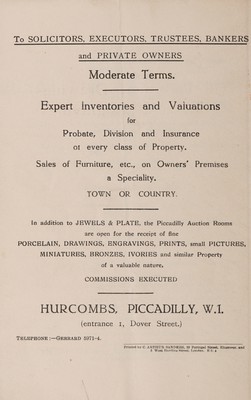 To SOLICITORS, EXECUTORS, TRUSTEES, BANKERS
and PRIVATE OWNERS
Moderate Terms.
Expert Inventories and Valuations
for
Probate, Division and Insurance
of every class of Property.
Sales of Furniture, etc., on Owners' Premises
a Speciality.
TOWN OR COUNTRY.
In addition to JEWELS & PLATE, the Piccadilly Auction Rooms
are open for the receipt of fine
PORCELAIN, DRAWINGS, ENGRAVINGS, PRINTS, small PICTURES,
MINIATURES, BRONZES, IVORIES and similar Property
of a valuable nature.
COMMISSIONS EXECUTED
HURCOMBS, PICCADILLY, W.1.
(entrance 1, Dover Street.)
TELEPHONE :—GERRARD 5971-4.
Printed by
London, E.C.4